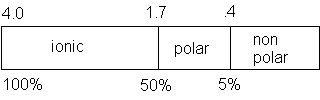 4.0 1.7 .4
ionic polar non
polar
100% 50% 5%